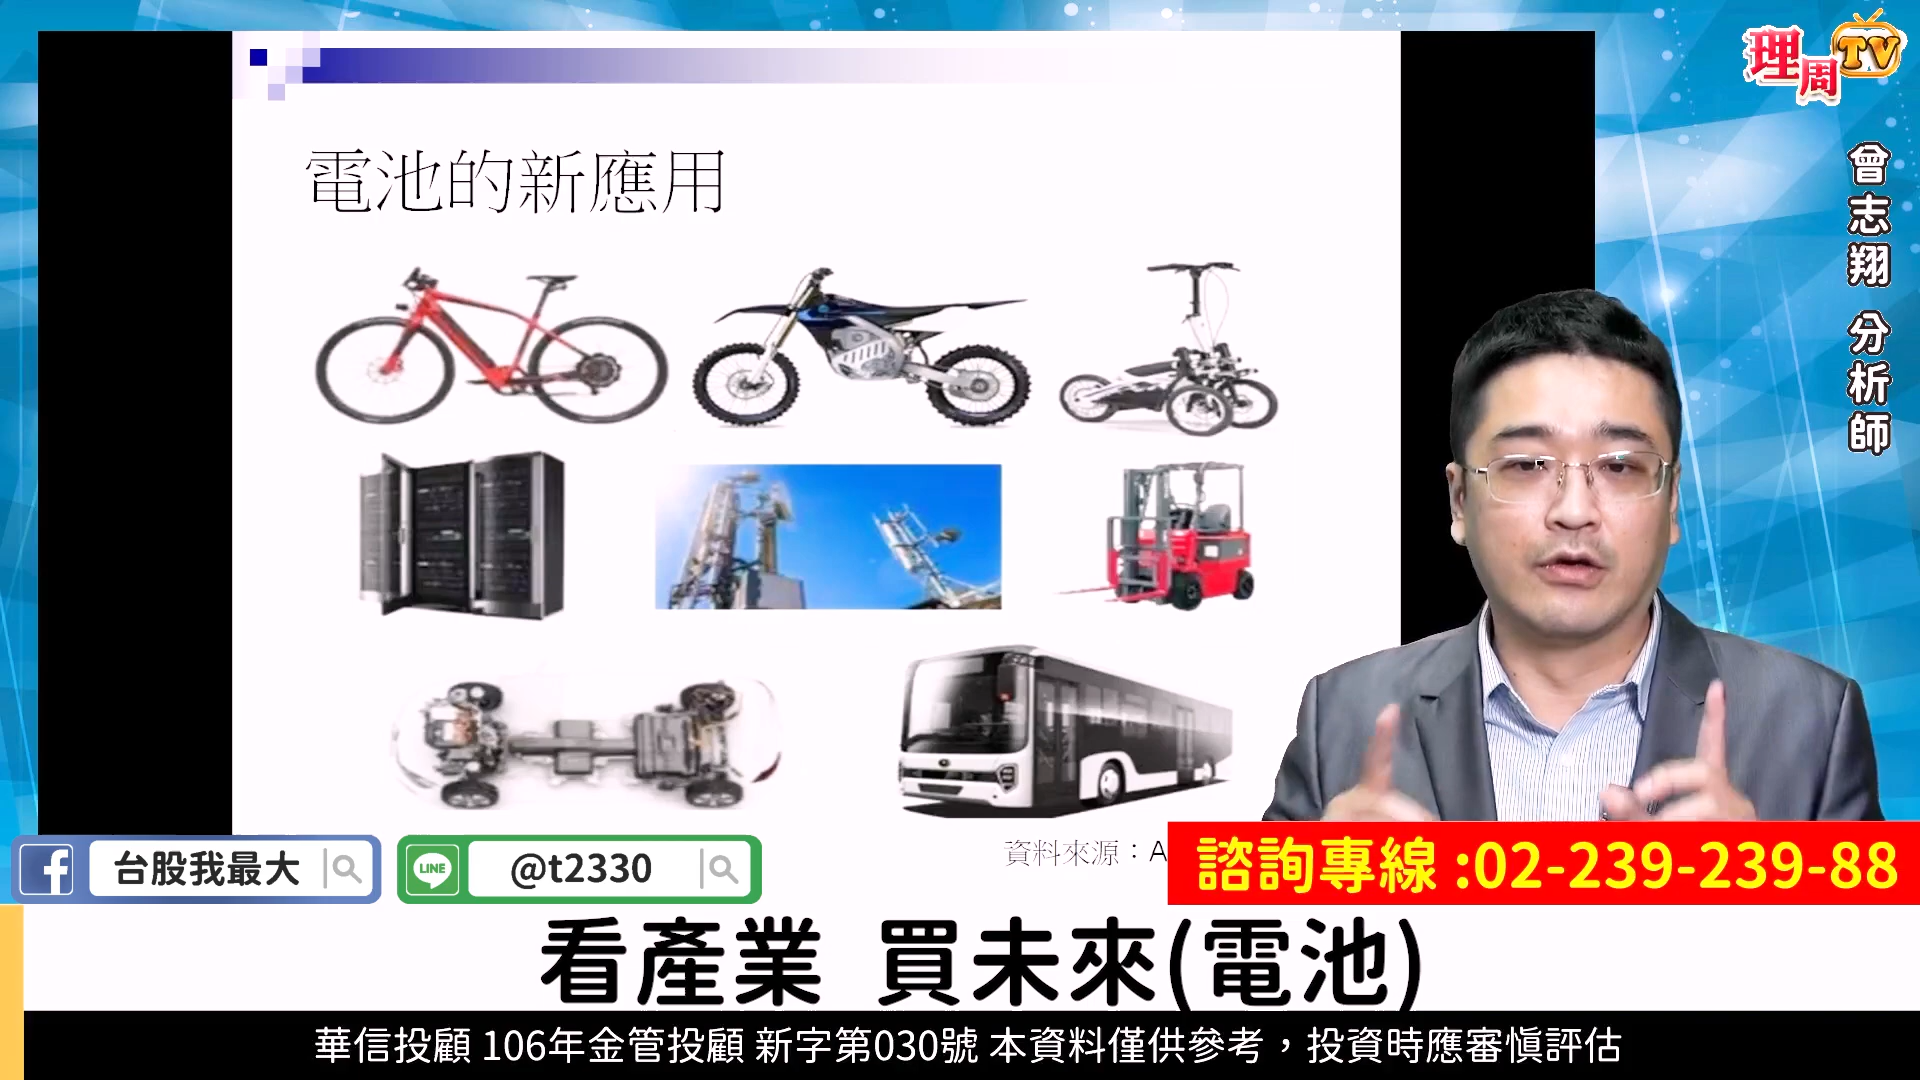 理周TV
曾志翔 分析師
電池的新應用
資料來源：A
台股我最大
LINE
@t2330
諮詢專線:02-239-239-88
看產業 買未來(電池)
華信投顧 106年金管投顧 新字第030號 本資料僅供參考，投資時應審慎評估